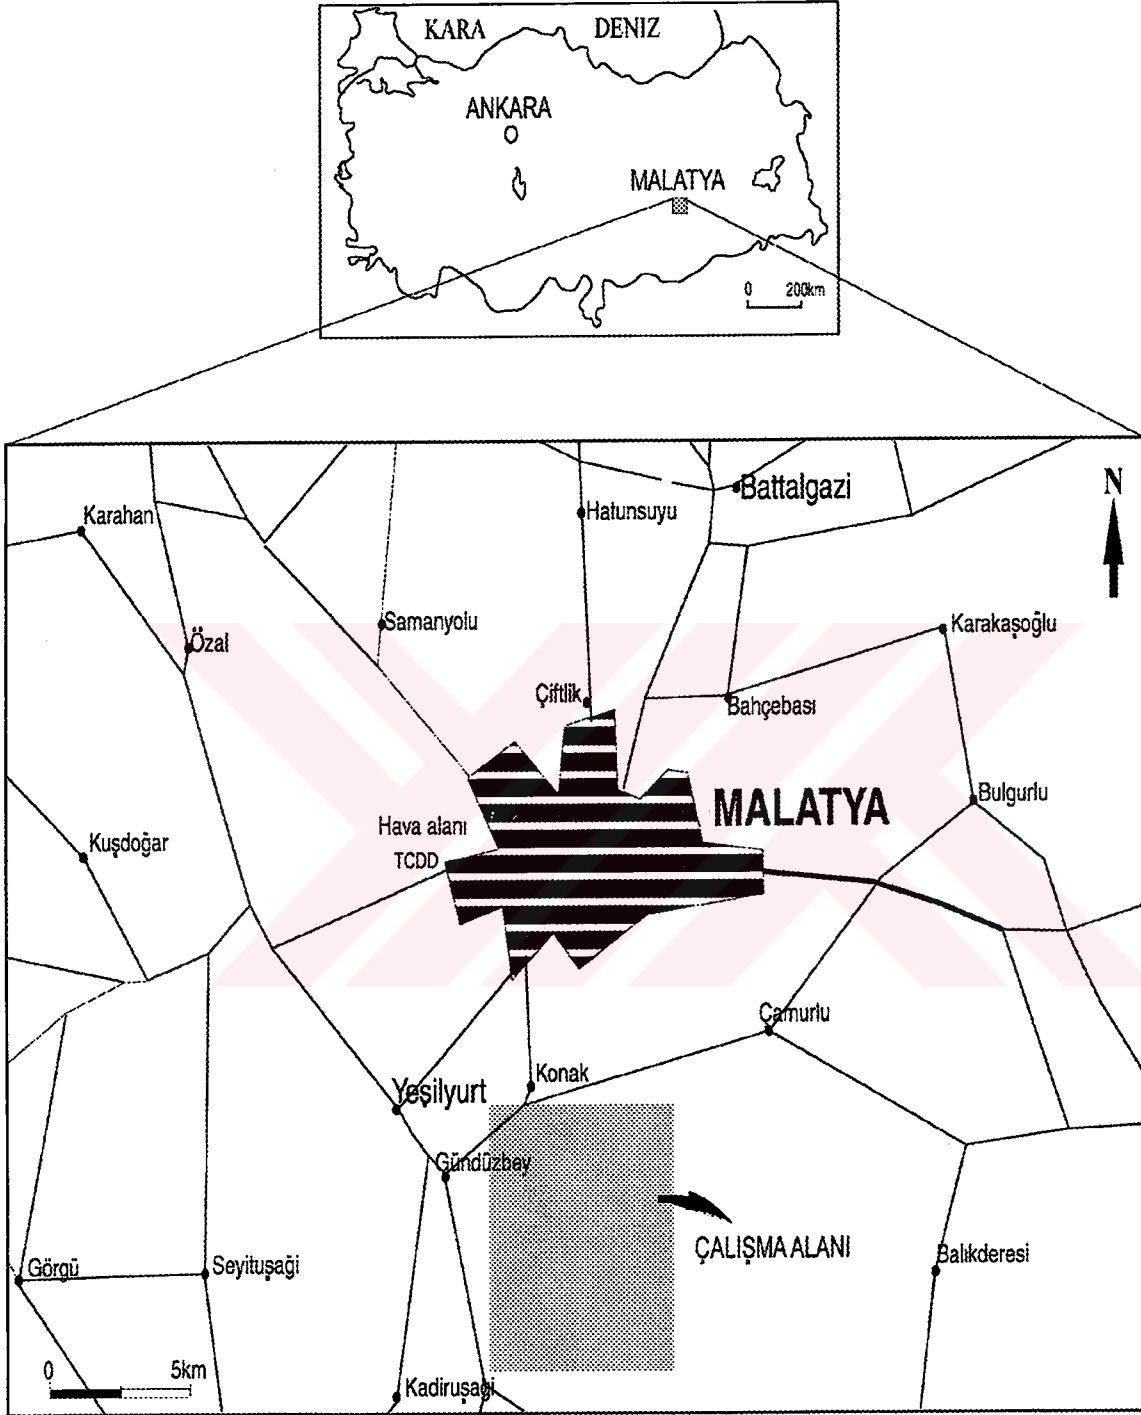 KARA DENIZ
ANKARA
MALATYA
0 200km
Battalgazi
N
Karahan
Hatunsuyu
Samanyolu
Karakaşoğlu
Özal
Çiftlik
Bahçebaşı
MALATYA
Bulgurlu
Hava alanı
Kuşdoğar
TCDD
Çamurlu
Konak
Yeşilyurt
Gündüzbey
ÇALIŞMA ALANI
Balıkderesi
Görgü
Seyituşaği
0 5km
Kadiruşaği